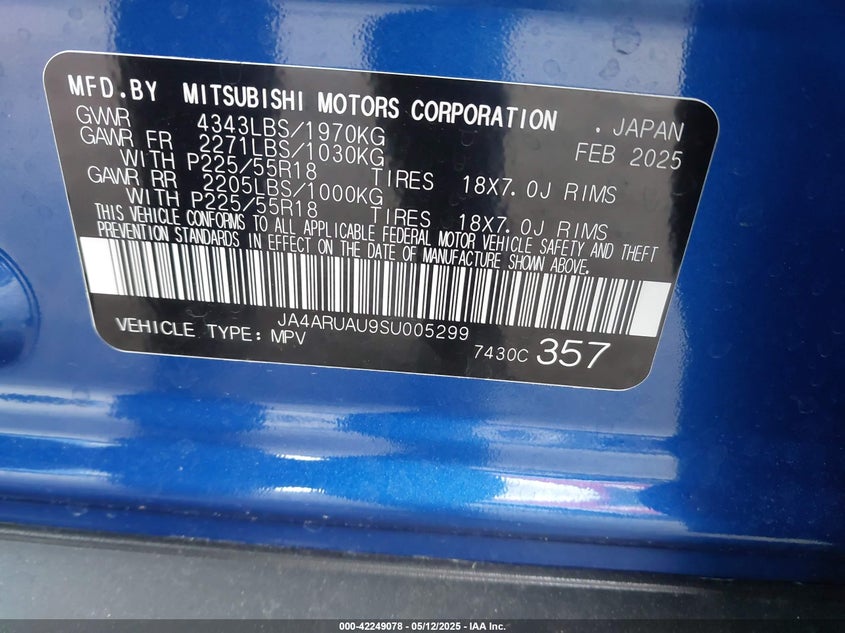 MFD.BY MITSUBISHI MOTORS CORPORATION . JAPAN
GVWR 4343LBS/1970KG FEB 2025
GAWR FR 2271LBS/1030KG
WITH P225/55R18 TIRES 18X7.0J RIMS
GAWR RR 2205LBS/1000KG
WITH P225/55R18 TIRES 18X7.0J RIMS
THIS VEHICLE CONFORMS TO ALL APPLICABLE FEDERAL MOTOR VEHICLE SAFETY AND THEFT
PREVENTION STANDARDS IN EFFECT ON THE DATE OF MANUFACTURE SHOWN ABOVE.
JA4ARUAU9SU005299
VEHICLE TYPE: MPV 7430C 357
000-42249078 - 05/12/2025 - IAA Inc.